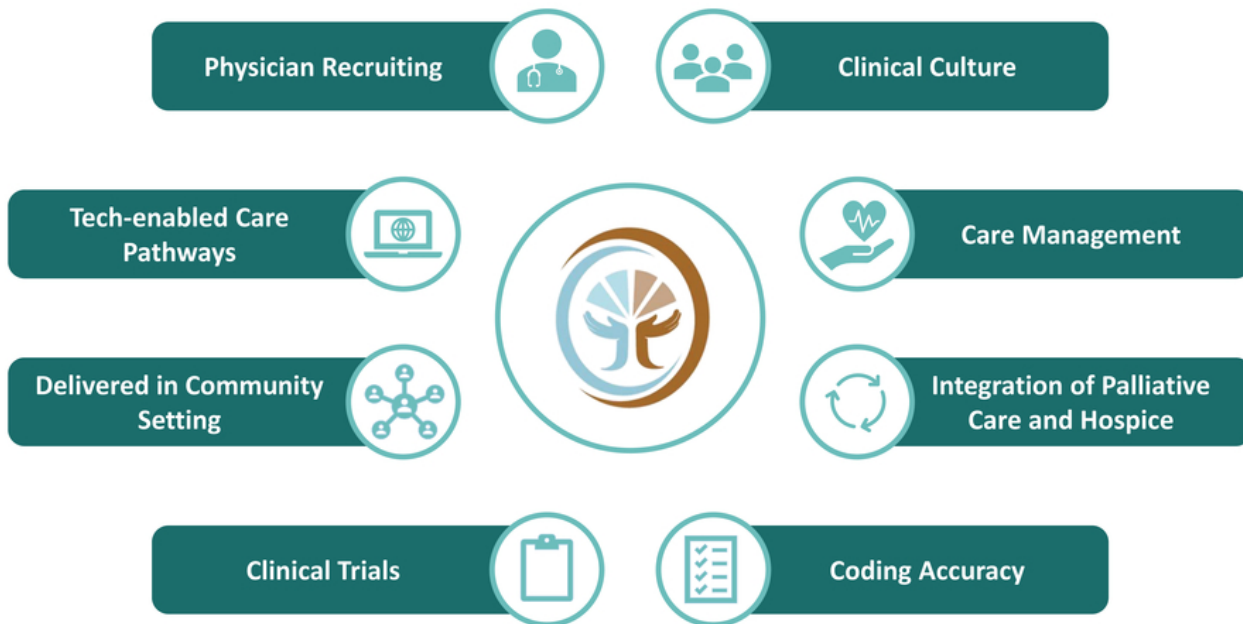 Physician Recruiting
Clinical Culture
Tech-enabled Care
Pathways
Care Management
Delivered in Community
Setting
Integration of Palliative
Care and Hospice
Clinical Trials
Coding Accuracy